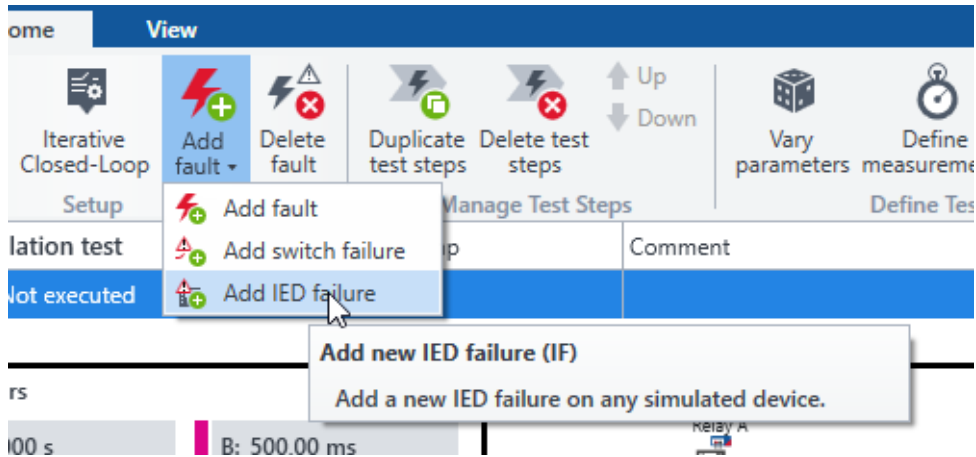 ome View
Iterative Closed-Loop
Add fault
Delete fault
Duplicate test steps
Delete test steps
Up
Down
Vary parameters
Define measureme
Setup
Manage Test Steps
Define Tes
Add fault
Add switch failure
Add IED failure
lation test
p
Comment
Not executed
Add new IED failure (IF)
Add a new IED failure on any simulated device.
rs
000 s
B: 500.00 ms
Relay A